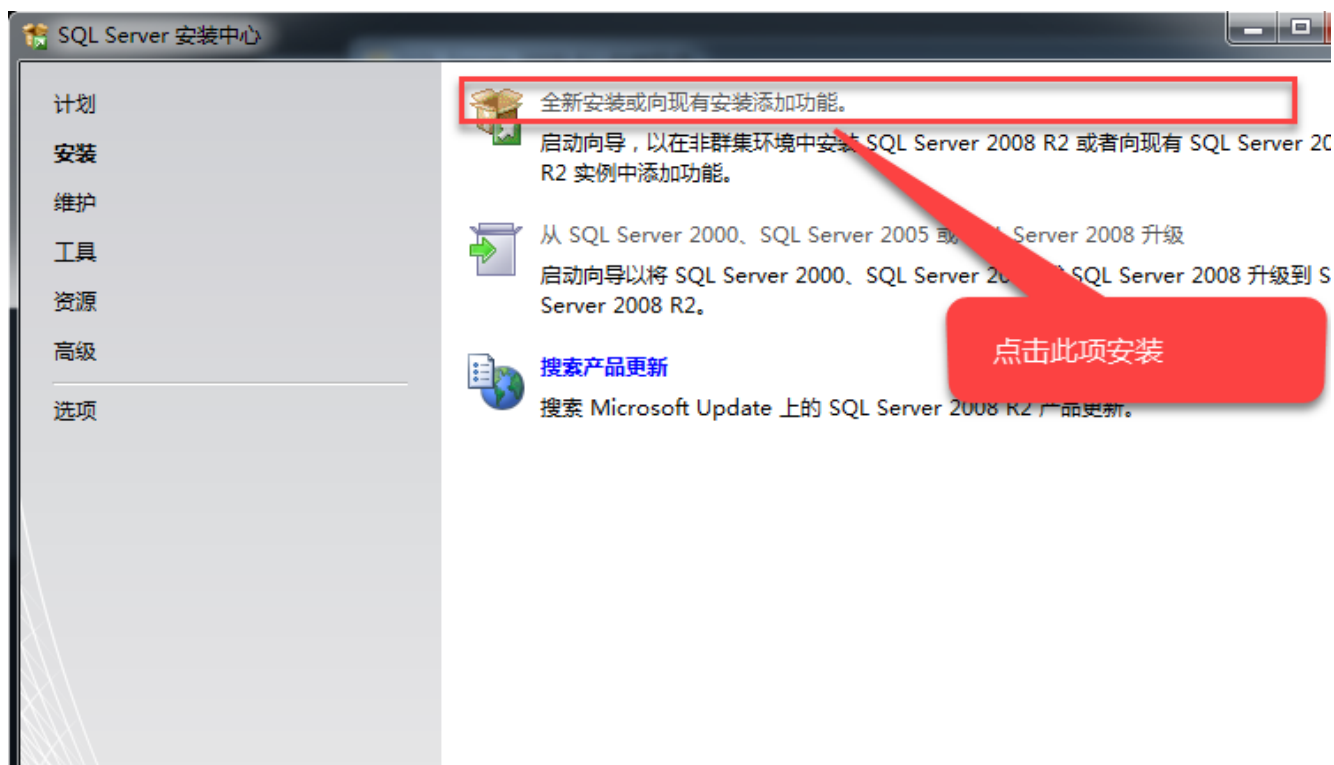 SQL Server 安装中心
计划
安装
维护
工具
资源
高级
选项
全新安装或向现有安装添加功能。
启动向导，以在非群集环境中安装 SQL Server 2008 R2 或者向现有 SQL Server 20
R2 实例中添加功能。
从 SQL Server 2000、SQL Server 2005 或 Server 2008 升级
启动向导以将 SQL Server 2000、SQL Server 20 SQL Server 2008 升级到 S
Server 2008 R2。
点击此项安装
搜索产品更新
搜索 Microsoft Update 上的 SQL Server 2008 R2 产品更新。